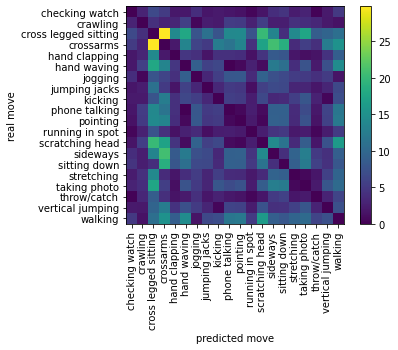 real move
checking watch
crawling
cross legged sitting
crossarms
hand clapping
hand waving
jogging
jumping jacks
kicking
phone talking
pointing
running in spot
scratching head
sideways
sitting down
stretching
taking photo
throw/catch
vertical jumping
walking
checking watch
crawling
cross legged sitting
crossarms
hand clapping
hand waving
jogging
jumping jacks
kicking
phone talking
pointing
running in spot
scratching head
sideways
sitting down
stretching
taking photo
throw/catch
vertical jumping
walking
predicted move
25
20
15
10
5
0